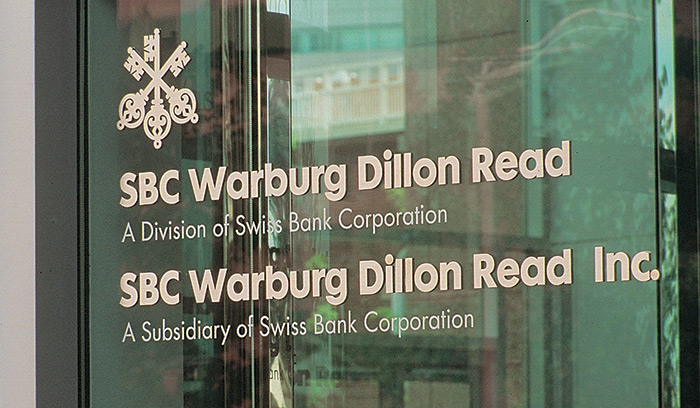 SBC Warburg Dillon Read
A Division of Swiss Bank Corporation
SBC Warburg Dillon Read Inc.
A Subsidiary of Swiss Bank Corporation